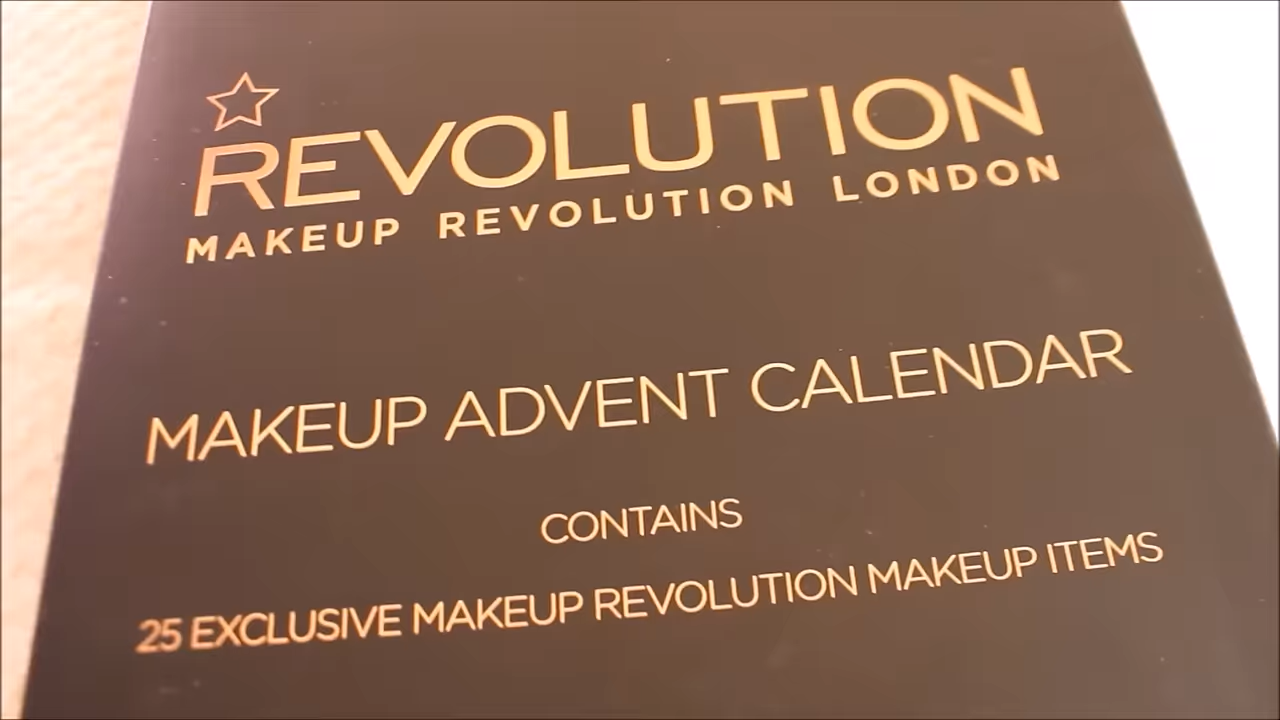 REVOLUTION
MAKEUP REVOLUTION LONDON
MAKEUP ADVENT CALENDAR
CONTAINS
25 EXCLUSIVE MAKEUP REVOLUTION MAKEUP ITEMS